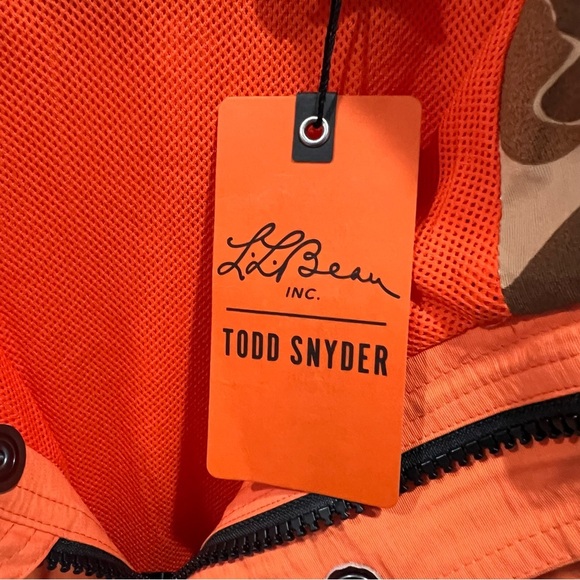 L.L.Bean
INC.
TODD SNYDER